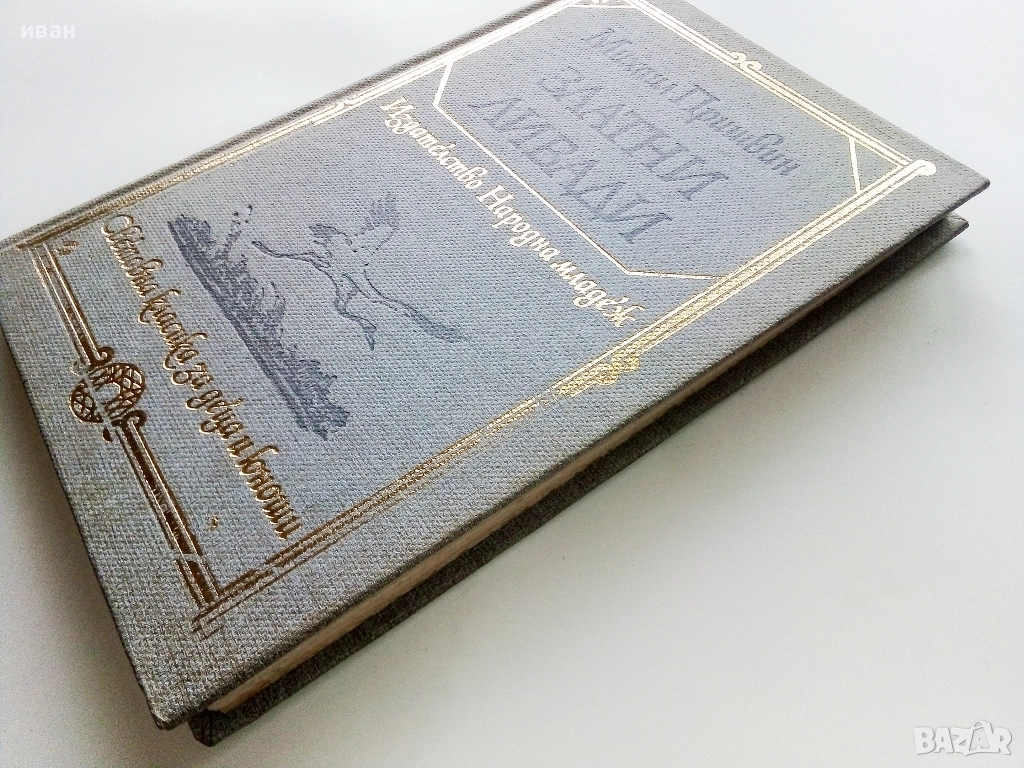 иван
Михаил Пришвин
ЗЛАТНИ
ЛИВАДИ
Издателство Народна младеж
Световна класика за деца и юноши
BAZAR